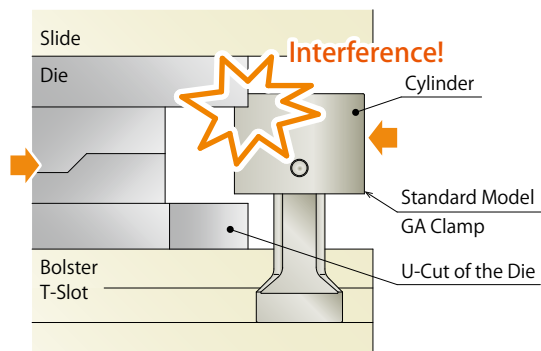 Slide
Interference!
Die
Cylinder
Standard Model
GA Clamp
U-Cut of the Die
Bolster
T-Slot